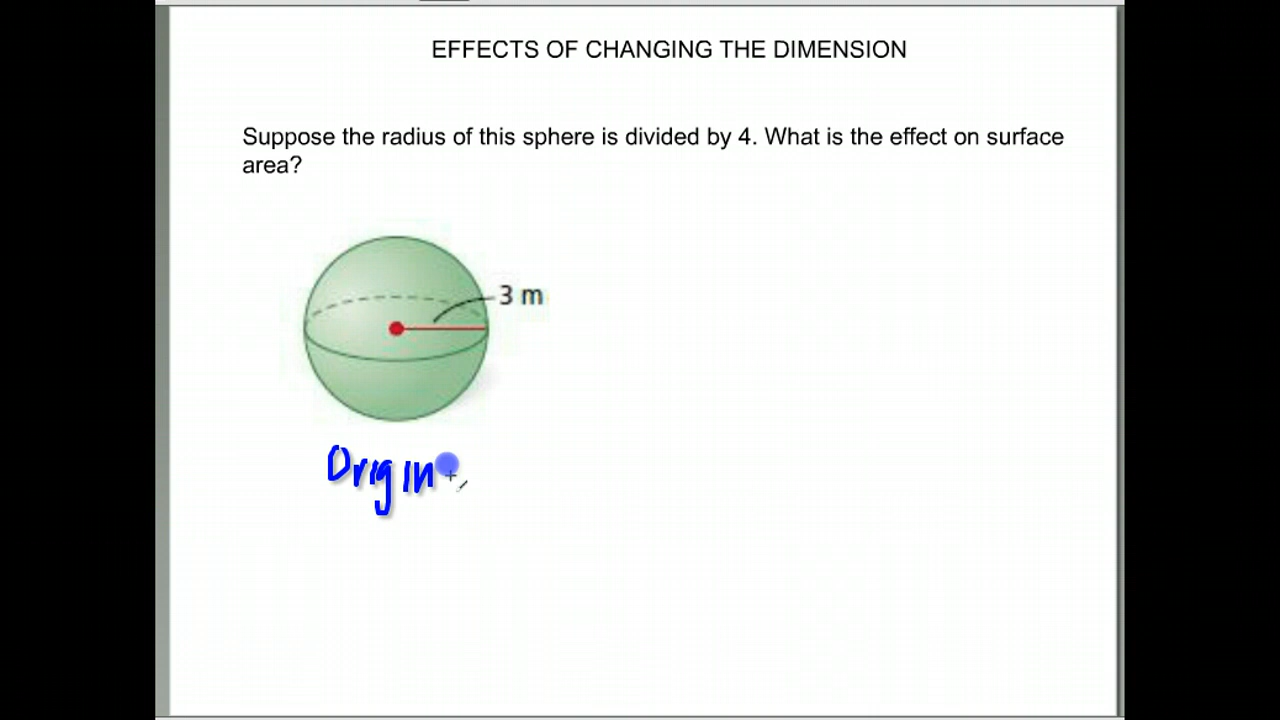 EFFECTS OF CHANGING THE DIMENSION
Suppose the radius of this sphere is divided by 4. What is the effect on surface
area?
3 m
Origin